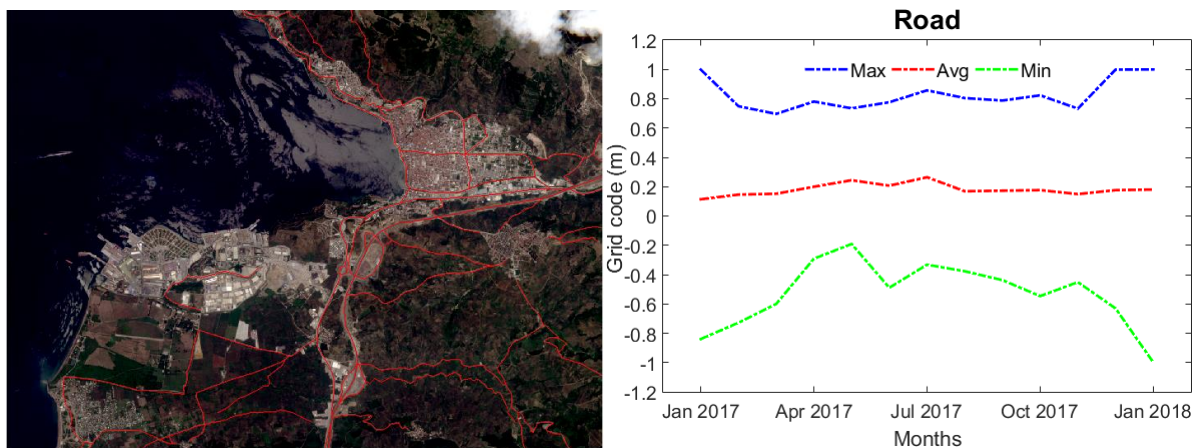 Road
1.2
1
0.8
0.6
0.4
0.2
0
-0.2
-0.4
-0.6
-0.8
-1
-1.2
Grid code (m)
Max Avg Min
Jan 2017 Apr 2017 Jul 2017 Oct 2017 Jan 2018
Months